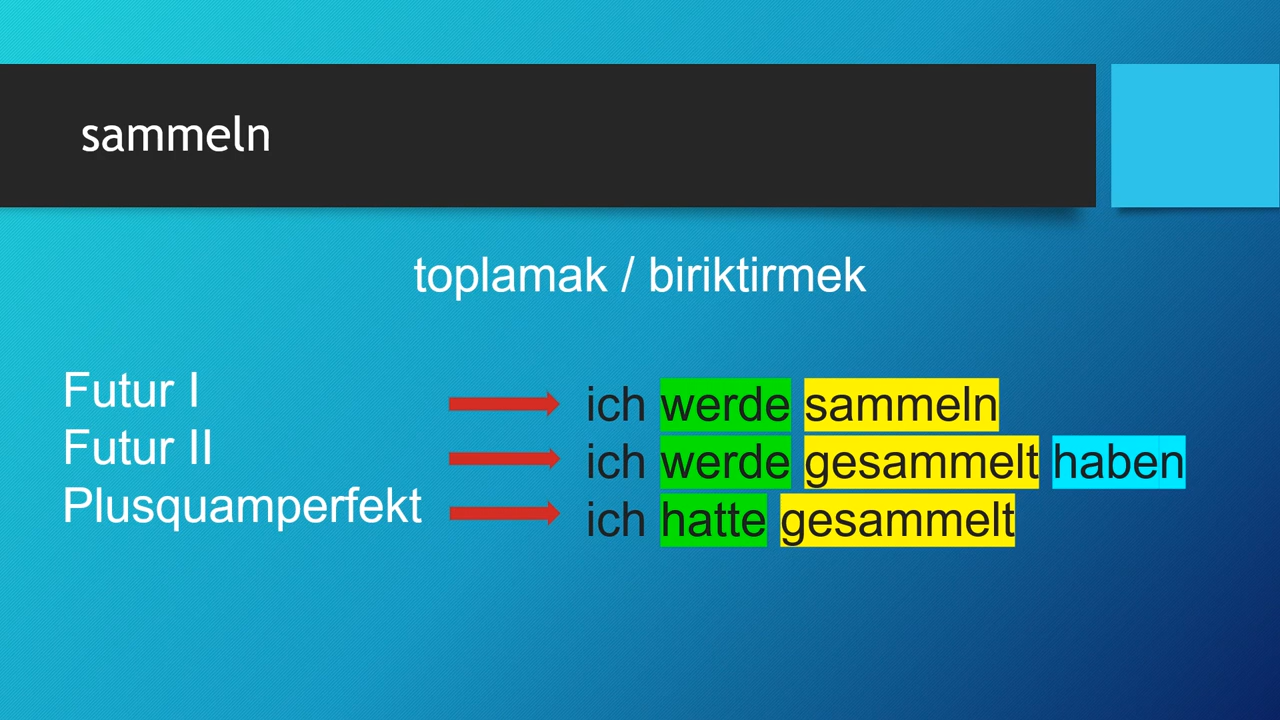 sammeln
toplamak / biriktirmek
Futur I
ich werde sammeln
Futur II
ich werde gesammelt haben
Plusquamperfekt
ich hatte gesammelt